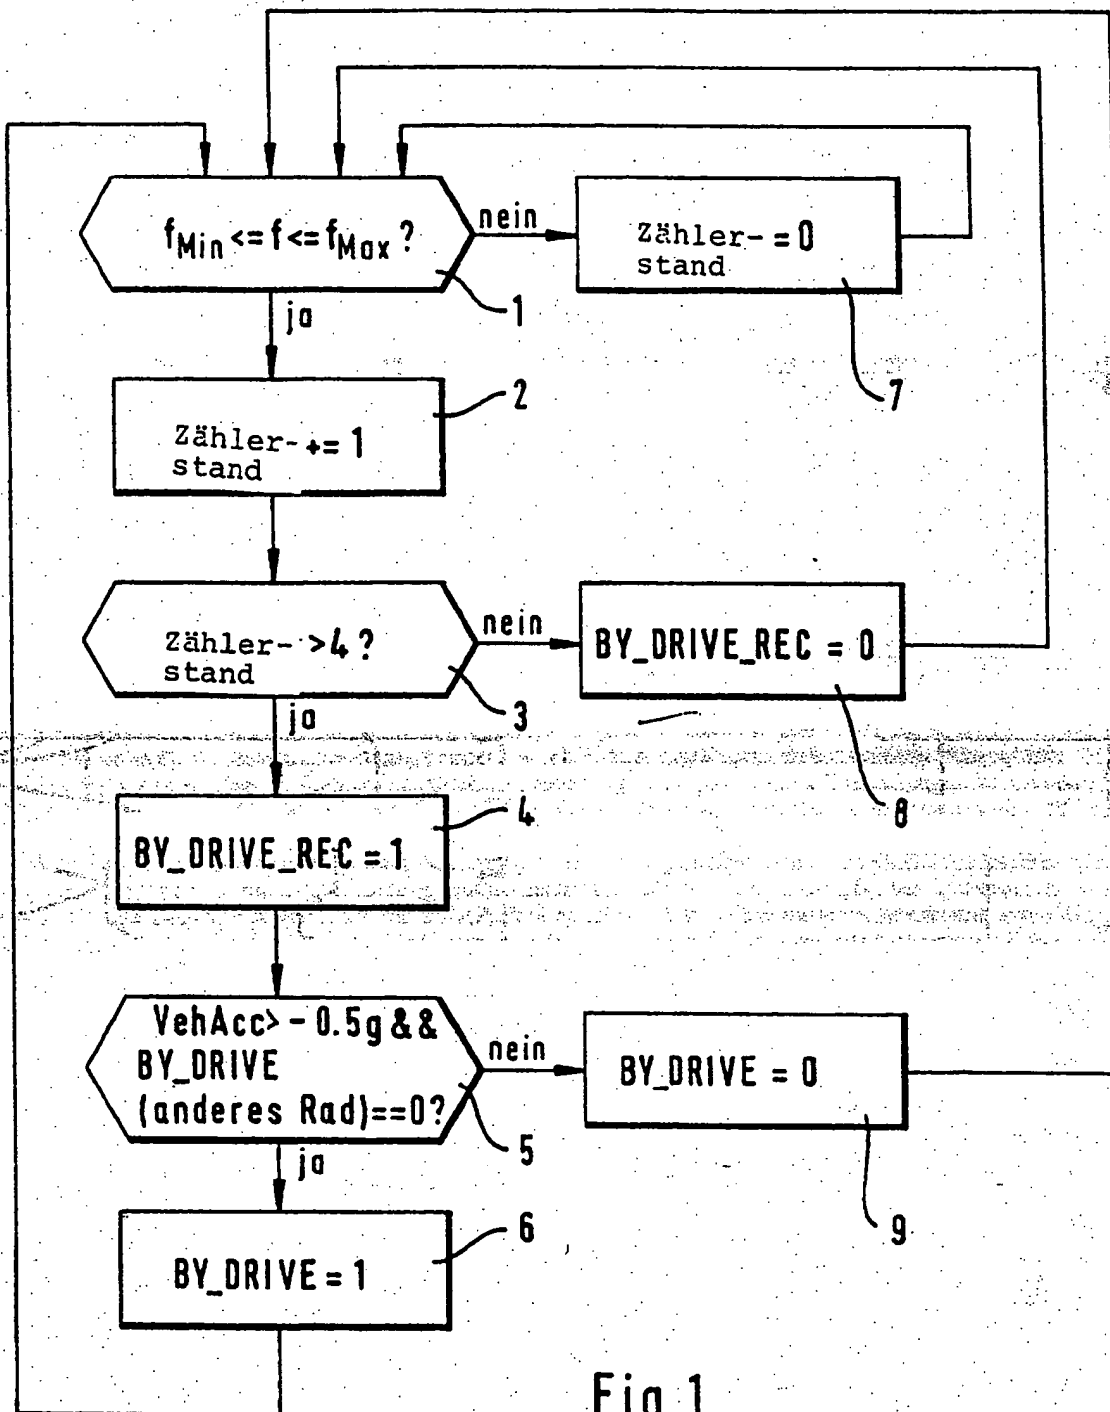 fMin <= f <= fMax ?
nein
Zähler- = 0
stand
1
ja
7
2
Zähler- += 1
stand
Zähler- > 4 ?
stand
nein
BY_DRIVE_REC = 0
3
ja
8
4
BY_DRIVE_REC = 1
VehAcc > - 0.5g &&
BY_DRIVE
(anderes Rad)==0?
nein
BY_DRIVE = 0
5
ja
9
6
BY_DRIVE = 1
Fig 1